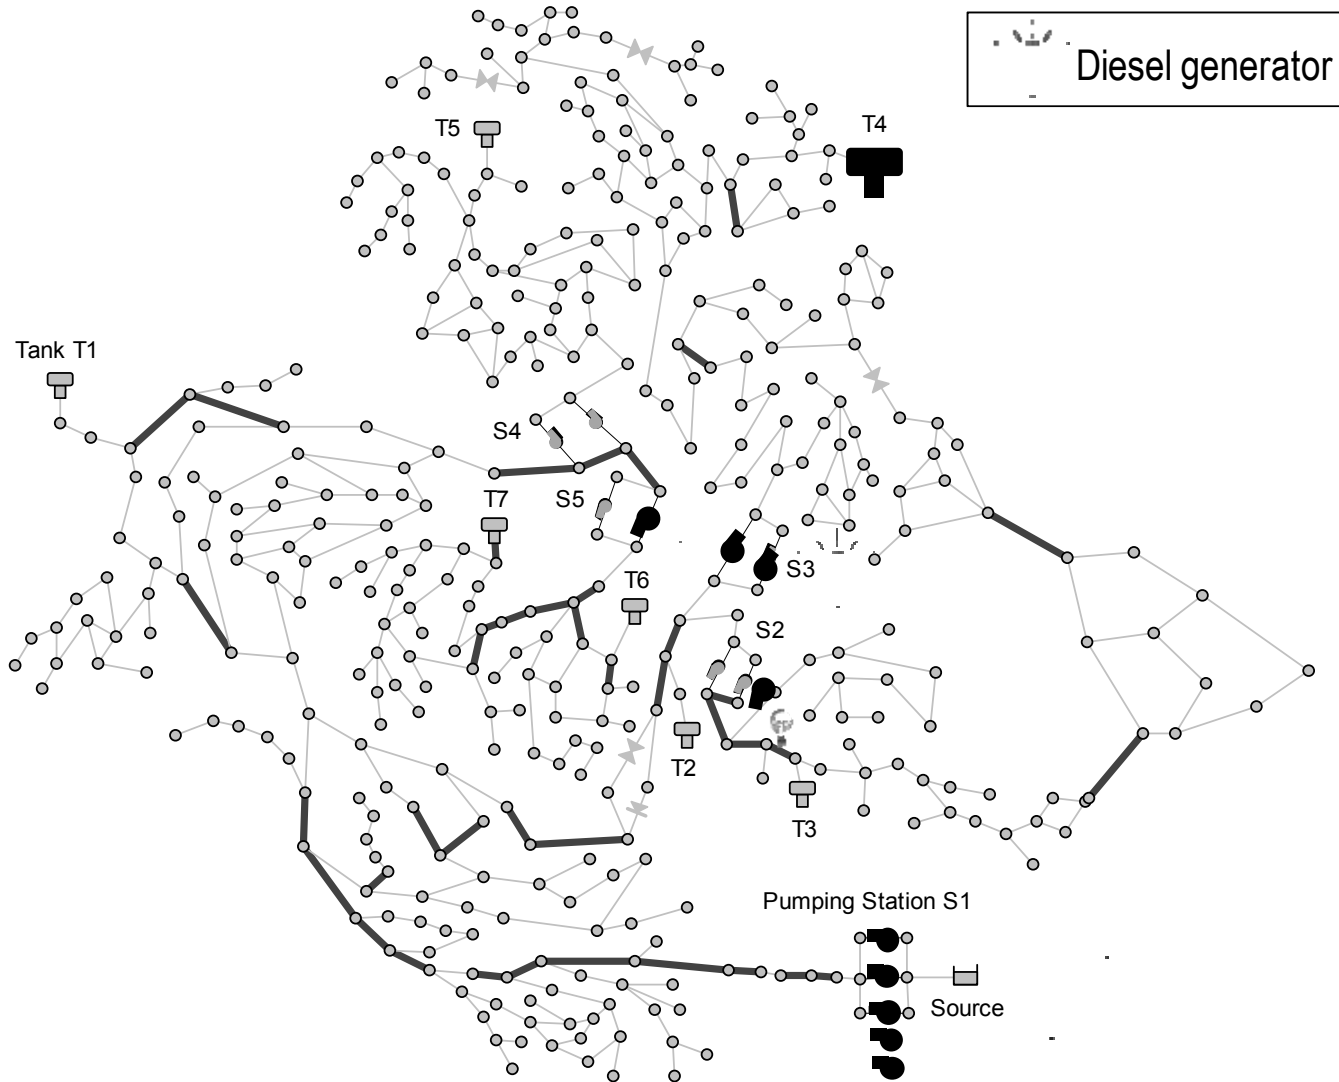 Diesel generator
T5
T4
Tank T1
S4
S5
T7
S3
T6
S2
T2
T3
Pumping Station S1
Source